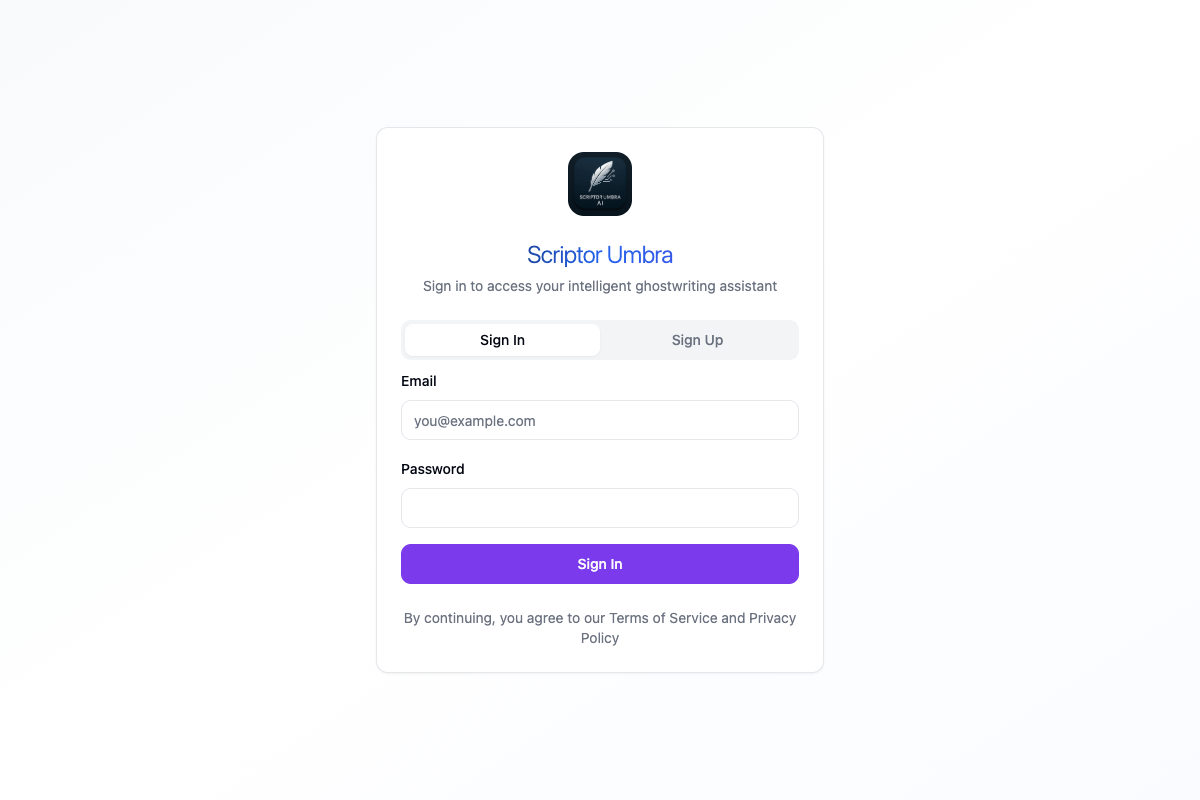 SCRIPTOR UMBRA
AI
Scriptor Umbra
Sign in to access your intelligent ghostwriting assistant
Sign In
Sign Up
Email
you@example.com
Password
Sign In
By continuing, you agree to our Terms of Service and Privacy
Policy